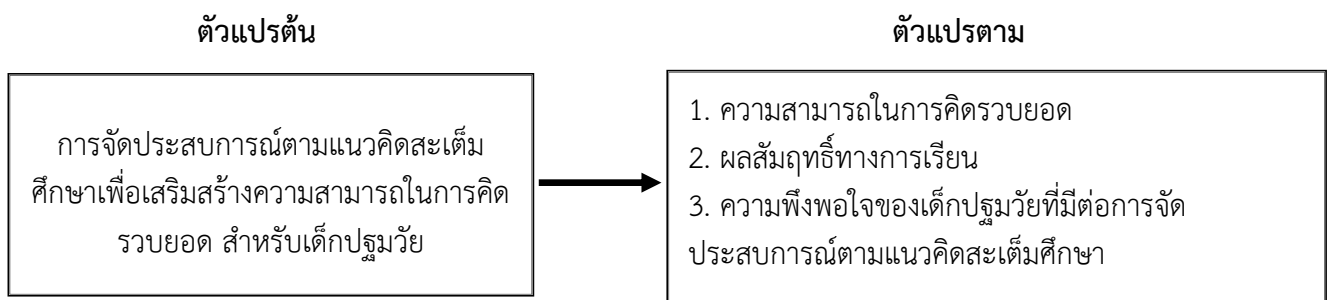 ตัวแปรต้น
ตัวแปรตาม
การจัดประสบการณ์ตามแนวคิดสะเต็ม
ศึกษาเพื่อเสริมสร้างความสามารถในการคิด
รวบยอด สำหรับเด็กปฐมวัย
1. ความสามารถในการคิดรวบยอด
2. ผลสัมฤทธิ์ทางการเรียน
3. ความพึงพอใจของเด็กปฐมวัยที่มีต่อการจัด
ประสบการณ์ตามแนวคิดสะเต็มศึกษา